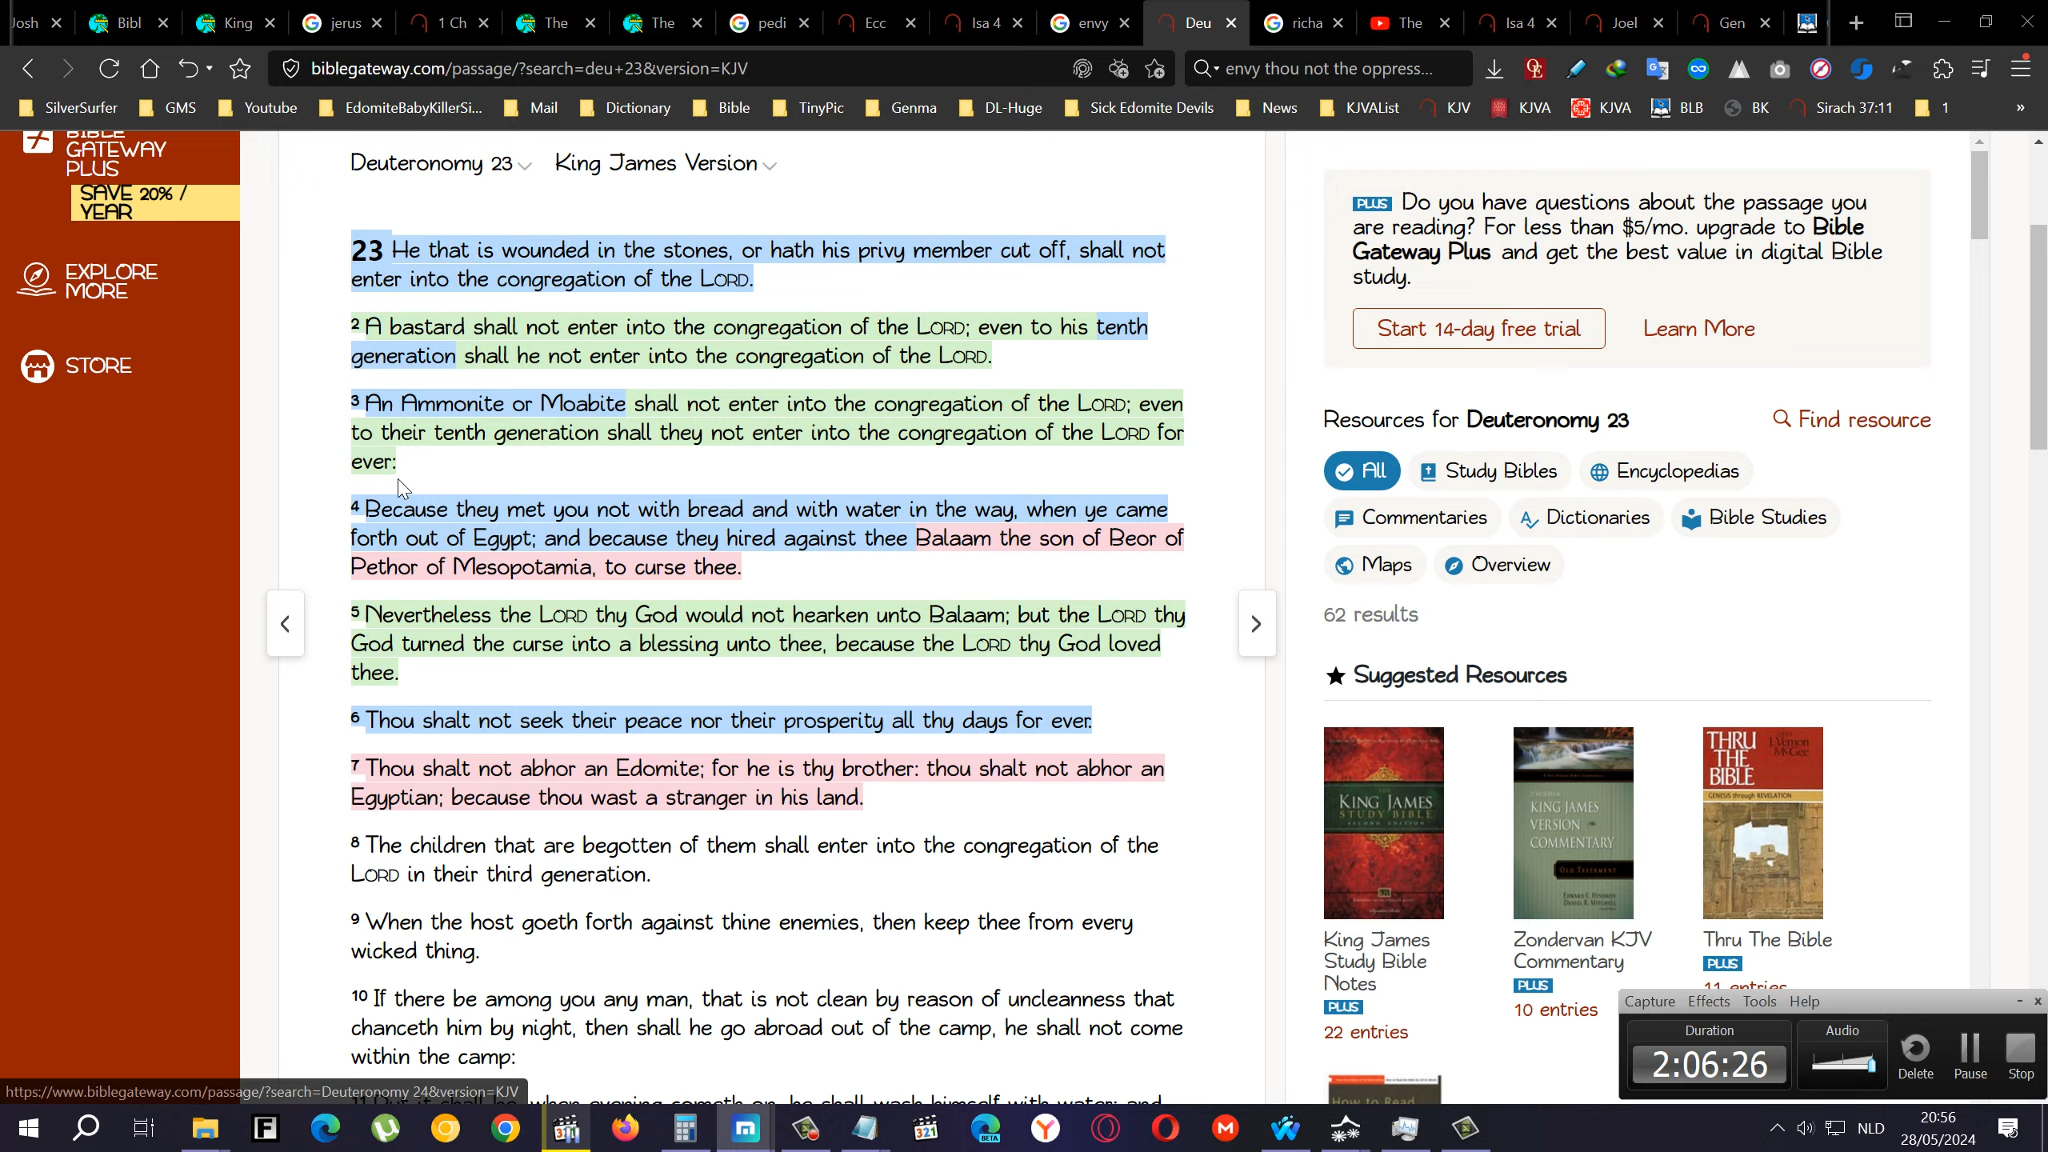 Josh
Bibl
King
jerus
1 Ch
The
The
pedi
Ecc
Isa 4
envy
Deu
richa
The
Isa 4
Joel
Gen
biblegateway.com/passage/?search=deu+23&version=KJV
envy thou not the oppress...
SilverSurfer
GMS
Youtube
EdomiteBabyKillerSi...
Mail
Dictionary
Bible
TinyPic
Genma
DL-Huge
Sick Edomite Devils
News
KJVAList
KJV
KJVA
KJVA
BLB
BK
Sirach 37:11
1
BIBLE
GATEWAY
PLUS
SAVE 20% /
YEAR
EXPLORE
MORE
STORE
Deuteronomy 23
King James Version
23 He that is wounded in the stones, or hath his privy member cut off, shall not
enter into the congregation of the LORD.
2 A bastard shall not enter into the congregation of the LORD; even to his tenth
generation shall he not enter into the congregation of the LORD.
3 An Ammonite or Moabite shall not enter into the congregation of the LORD; even
to their tenth generation shall they not enter into the congregation of the LORD for
ever:
4 Because they met you not with bread and with water in the way, when ye came
forth out of Egypt; and because they hired against thee Balaam the son of Beor of
Pethor of Mesopotamia, to curse thee.
5 Nevertheless the LORD thy God would not hearken unto Balaam; but the LORD thy
God turned the curse into a blessing unto thee, because the LORD thy God loved
thee.
6 Thou shalt not seek their peace nor their prosperity all thy days for ever.
7 Thou shalt not abhor an Edomite; for he is thy brother: thou shalt not abhor an
Egyptian; because thou wast a stranger in his land.
8 The children that are begotten of them shall enter into the congregation of the
LORD in their third generation.
9 When the host goeth forth against thine enemies, then keep thee from every
wicked thing.
10 If there be among you any man, that is not clean by reason of uncleanness that
chanceth him by night, then shall he go abroad out of the camp, he shall not come
within the camp:
https://www.biblegateway.com/passage/?search=Deuteronomy 24&version=KJV
PLUS Do you have questions about the passage you
are reading? For less than $5/mo. upgrade to Bible
Gateway Plus and get the best value in digital Bible
study.
Start 14-day free trial
Learn More
Resources for Deuteronomy 23
Find resource
All
Study Bibles
Encyclopedias
Commentaries
Dictionaries
Bible Studies
Maps
Overview
62 results
Suggested Resources
KING JAMES
STUDY BIBLE
KING JAMES
VERSION
COMMENTARY
OLD TESTAMENT
THRU
THE
BIBLE
GENESIS through REVELATION
King James
Study Bible
Notes
PLUS
22 entries
Zondervan KJV
Commentary
PLUS
10 entries
Thru The Bible
PLUS
11 entries
How to Read
Capture
Effects
Tools
Help
Duration
Audio
2:06:26
Delete
Pause
Stop
321
BETA
NLD
20:56
28/05/2024